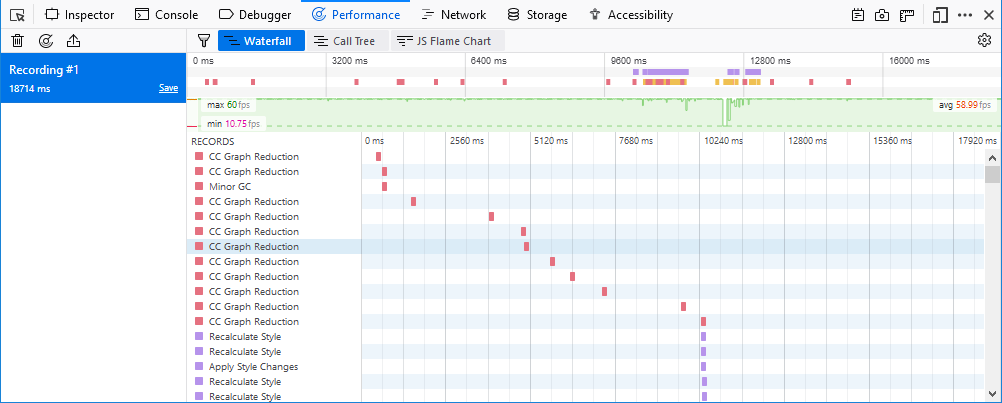 Inspector Console Debugger Performance Network Storage Accessibility
Waterfall Call Tree JS Flame Chart
Recording #1
18714 ms Save
0 ms 3200 ms 6400 ms 9600 ms 12800 ms 16000 ms
max 60 fps avg 58.99 fps
min 10.75 fps
RECORDS 0 ms 2560 ms 5120 ms 7680 ms 10240 ms 12800 ms 15360 ms 17920 ms
CC Graph Reduction
CC Graph Reduction
Minor GC
CC Graph Reduction
CC Graph Reduction
CC Graph Reduction
CC Graph Reduction
CC Graph Reduction
CC Graph Reduction
CC Graph Reduction
CC Graph Reduction
CC Graph Reduction
Recalculate Style
Recalculate Style
Apply Style Changes
Recalculate Style
Recalculate Style